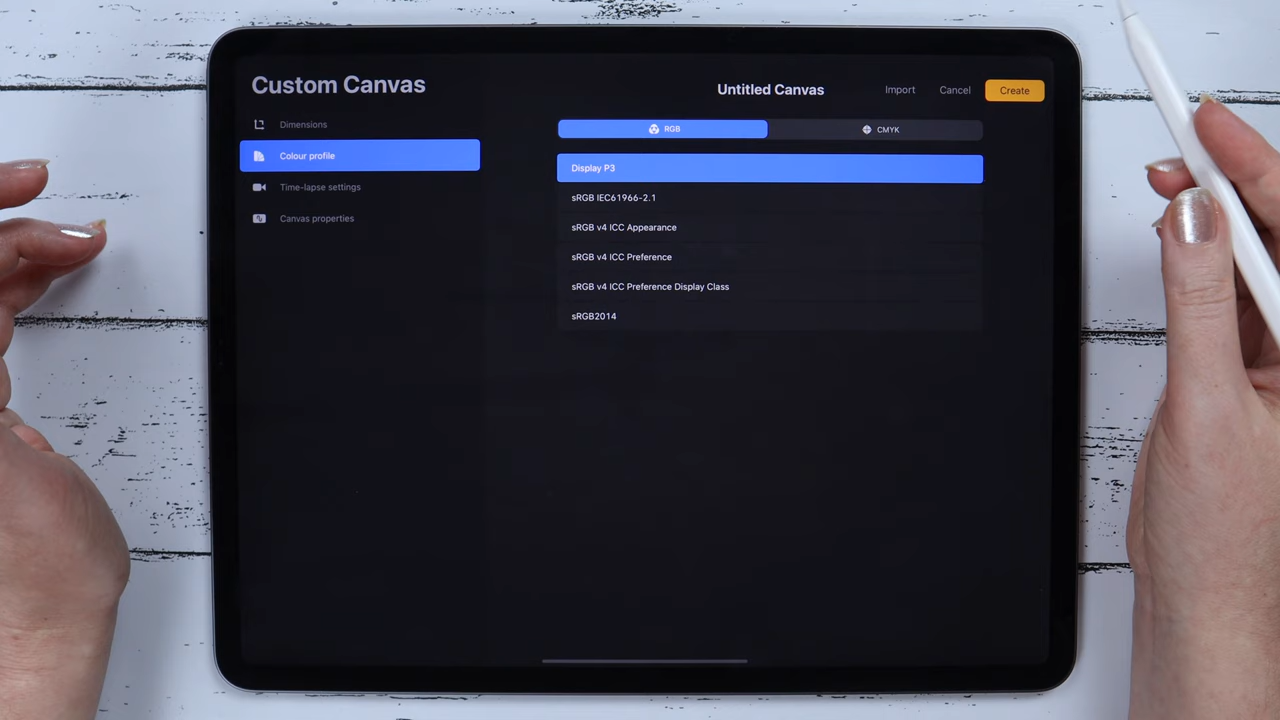 Custom Canvas
Untitled Canvas
Import
Cancel
Create
Dimensions
Colour profile
Time-lapse settings
Canvas properties
RGB
CMYK
Display P3
sRGB IEC61966-2.1
sRGB v4 ICC Appearance
sRGB v4 ICC Preference
sRGB v4 ICC Preference Display Class
sRGB2014